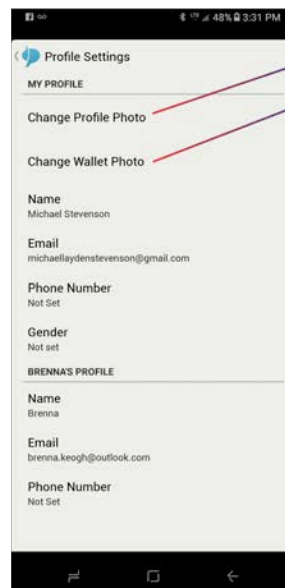 48% 3:31 PM
Profile Settings
MY PROFILE
Change Profile Photo
Change Wallet Photo
Name
Michael Stevenson
Email
michaellaydenstevenson@gmail.com
Phone Number
Not Set
Gender
Not set
BRENNA'S PROFILE
Name
Brenna
Email
brenna.keogh@outlook.com
Phone Number
Not Set